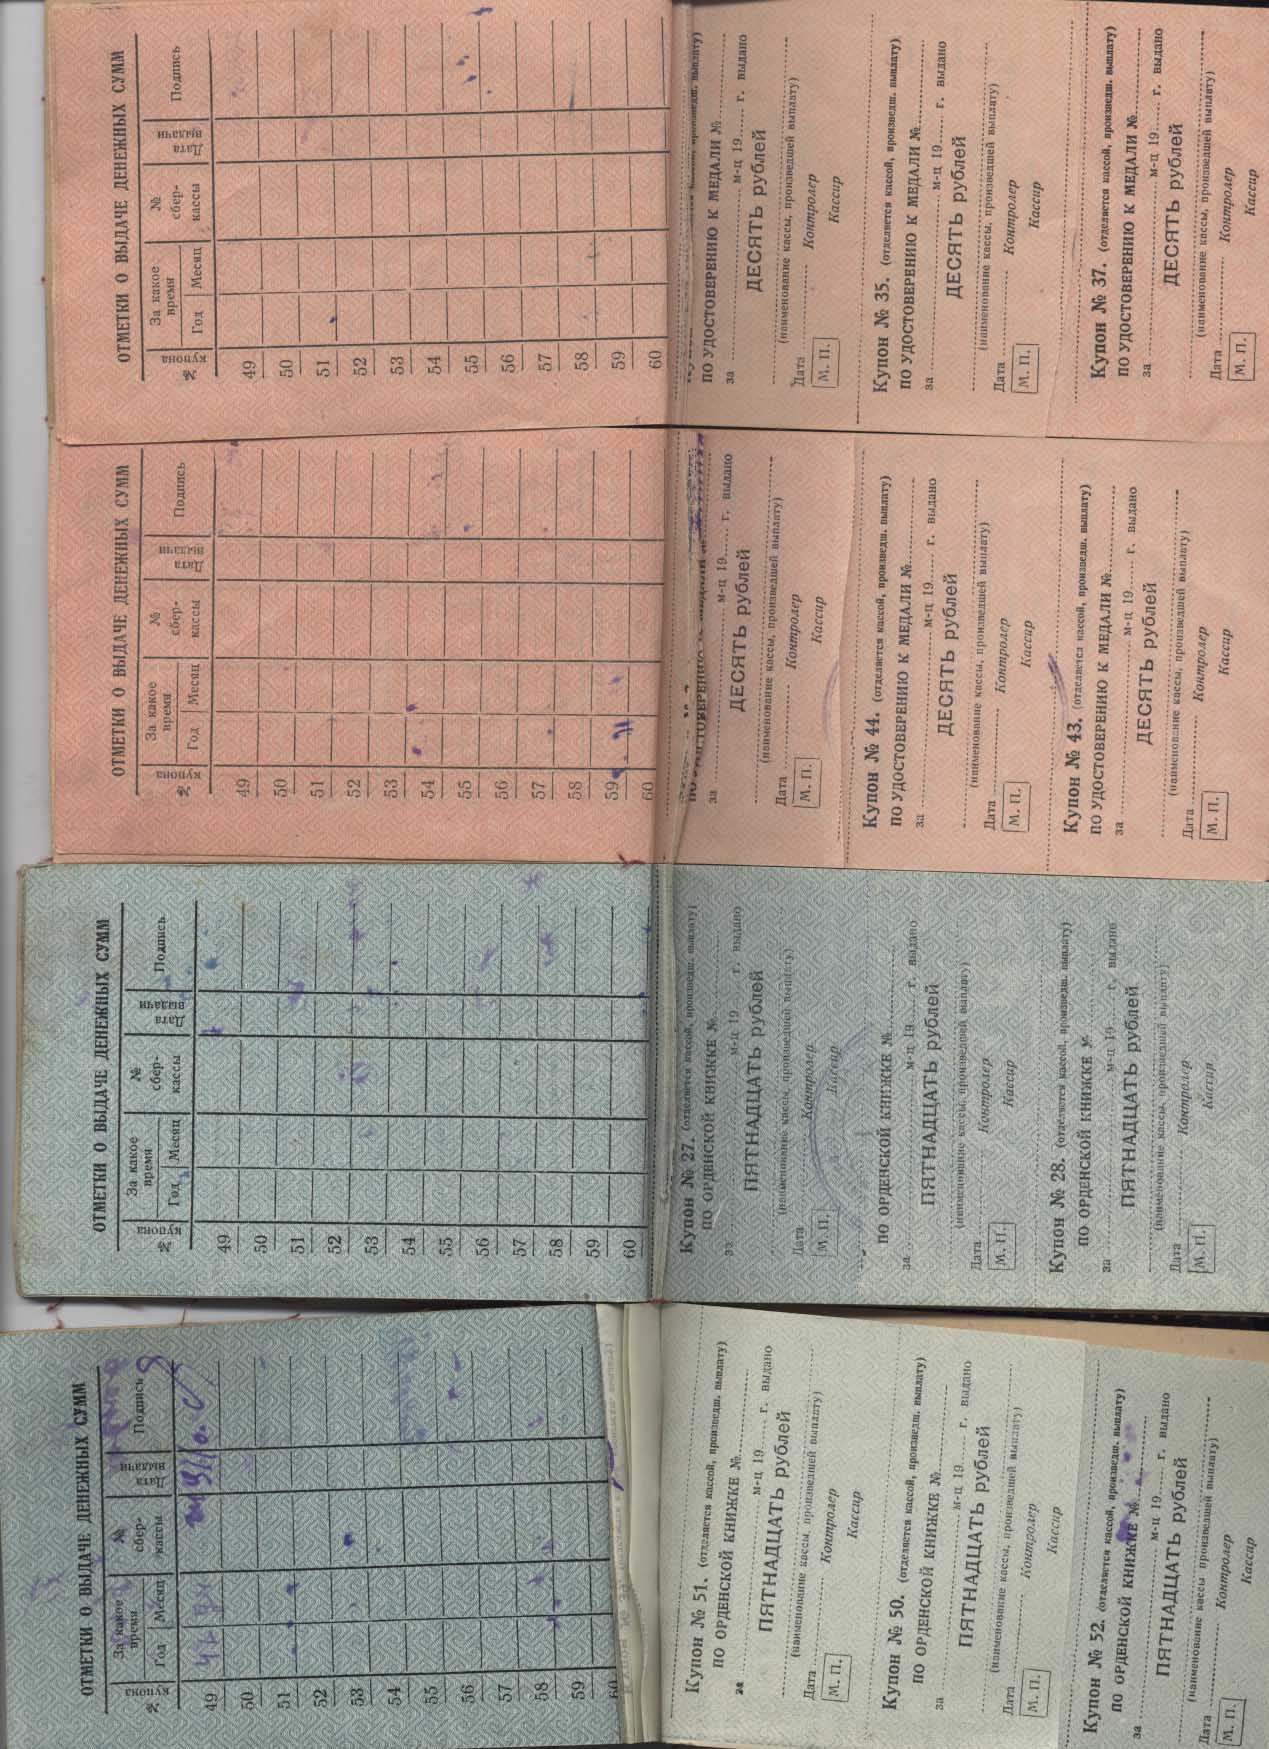 ОТМЕТКИ О ВЫДАЧЕ ДЕНЕЖНЫХ СУММ
№ купона
За какое время
Год
Месяц
№ сбер-кассы
Дата выдачи
Подпись
49
50
51
52
53
54
55
56
57
58
59
60
ПО УДОСТОВЕРЕНИЮ К МЕДАЛИ №
за м-ц 19 г. выдано
ДЕСЯТЬ рублей
(наименование кассы, произведшей выплату)
Дата Контролер
М. П. Кассир
Купон № 35. (отделяется кассой, произведш. выплату)
ПО УДОСТОВЕРЕНИЮ К МЕДАЛИ №
за м-ц 19 г. выдано
ДЕСЯТЬ рублей
(наименование кассы, произведшей выплату)
Дата Контролер
М. П. Кассир
Купон № 37. (отделяется кассой, произведш. выплату)
ПО УДОСТОВЕРЕНИЮ К МЕДАЛИ №
за м-ц 19 г. выдано
ДЕСЯТЬ рублей
(наименование кассы, произведшей выплату)
Дата Контролер
М. П. Кассир
ОТМЕТКИ О ВЫДАЧЕ ДЕНЕЖНЫХ СУММ
№ купона
За какое время
Год
Месяц
№ сбер-кассы
Дата выдачи
Подпись
49
50
51
52
53
54
55
56
57
58
59
60
за м-ц 19 г. выдано
ДЕСЯТЬ рублей
(наименование кассы, произведшей выплату)
Дата Контролер
М. П. Кассир
Купон № 44. (отделяется кассой, произведш. выплату)
ПО УДОСТОВЕРЕНИЮ К МЕДАЛИ №
за м-ц 19 г. выдано
ДЕСЯТЬ рублей
(наименование кассы, произведшей выплату)
Дата Контролер
М. П. Кассир
Купон № 43. (отделяется кассой, произведш. выплату)
ПО УДОСТОВЕРЕНИЮ К МЕДАЛИ №
за м-ц 19 г. выдано
ДЕСЯТЬ рублей
(наименование кассы, произведшей выплату)
Дата Контролер
М. П. Кассир
ОТМЕТКИ О ВЫДАЧЕ ДЕНЕЖНЫХ СУММ
№ купона
За какое время
Год
Месяц
№ сбер-кассы
Дата выдачи
Подпись
49
50
51
52
53
54
55
56
57
58
59
60
Купон № 27. (отделяется кассой, произведш. выплату)
ПО ОРДЕНСКОЙ КНИЖКЕ №
за м-ц 19 г. выдано
ПЯТНАДЦАТЬ рублей
(наименование кассы, произведшей выплату)
Дата Контролер
М. П. Кассир
ПО ОРДЕНСКОЙ КНИЖКЕ №
за м-ц 19 г. выдано
ПЯТНАДЦАТЬ рублей
(наименование кассы, произведшей выплату)
Дата Контролер
М. П. Кассир
Купон № 28. (отделяется кассой, произведш. выплату)
ПО ОРДЕНСКОЙ КНИЖКЕ №
за м-ц 19 г. выдано
ПЯТНАДЦАТЬ рублей
(наименование кассы, произведшей выплату)
Дата Контролер
М. П. Кассир
ОТМЕТКИ О ВЫДАЧЕ ДЕНЕЖНЫХ СУММ
№ купона
За какое время
Год
Месяц
№ сбер-кассы
Дата выдачи
Подпись
49
50
51
52
53
54
55
56
57
58
59
60
Купон № 51. (отделяется кассой, произведш. выплату)
ПО ОРДЕНСКОЙ КНИЖКЕ №
за м-ц 19 г. выдано
ПЯТНАДЦАТЬ рублей
(наименование кассы, произведшей выплату)
Дата Контролер
М. П. Кассир
Купон № 50. (отделяется кассой, произведш. выплату)
ПО ОРДЕНСКОЙ КНИЖКЕ №
за м-ц 19 г. выдано
ПЯТНАДЦАТЬ рублей
(наименование кассы, произведшей выплату)
Дата Контролер
М. П. Кассир
Купон № 52. (отделяется кассой, произведш. выплату)
ПО ОРДЕНСКОЙ КНИЖКЕ №
за м-ц 19 г. выдано
ПЯТНАДЦАТЬ рублей
(наименование кассы произведшей выплату)
Дата Контролер
М. П. Кассир